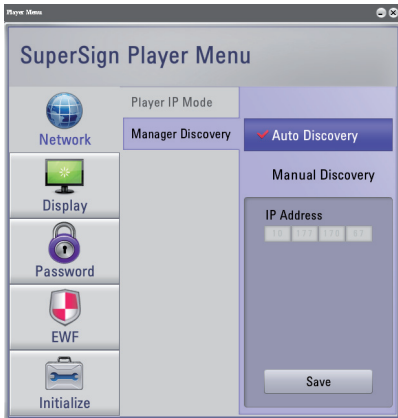 Player Menu
SuperSign Player Menu
Network
Display
Password
EWF
Initialize
Player IP Mode
Manager Discovery
Auto Discovery
Manual Discovery
IP Address
177
Save